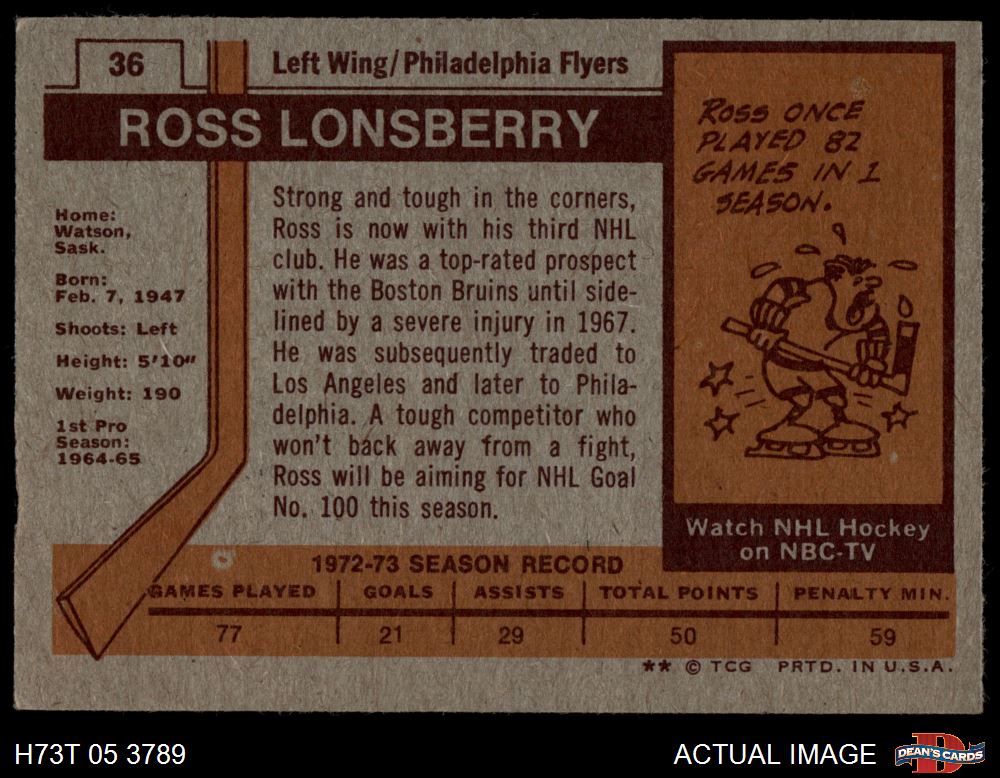 36
Left Wing/Philadelphia Flyers
ROSS LONSBERRY
Home:
Watson,
Sask.
Born:
Feb. 7, 1947
Shoots: Left
Height: 5'10"
Weight: 190
1st Pro
Season:
1964-65
Strong and tough in the corners,
Ross is now with his third NHL
club. He was a top-rated prospect
with the Boston Bruins until side-
lined by a severe injury in 1967.
He was subsequently traded to
Los Angeles and later to Phila-
delphia. A tough competitor who
won't back away from a fight,
Ross will be aiming for NHL Goal
No. 100 this season.
ROSS ONCE
PLAYED 82
GAMES IN 1
SEASON.
Watch NHL Hockey
on NBC-TV
1972-73 SEASON RECORD
GAMES PLAYED GOALS ASSISTS TOTAL POINTS PENALTY MIN.
77 21 29 50 59
** © TCG PRTD. IN U.S.A.
H73T 05 3789 ACTUAL IMAGE
DEAN'S CARDS